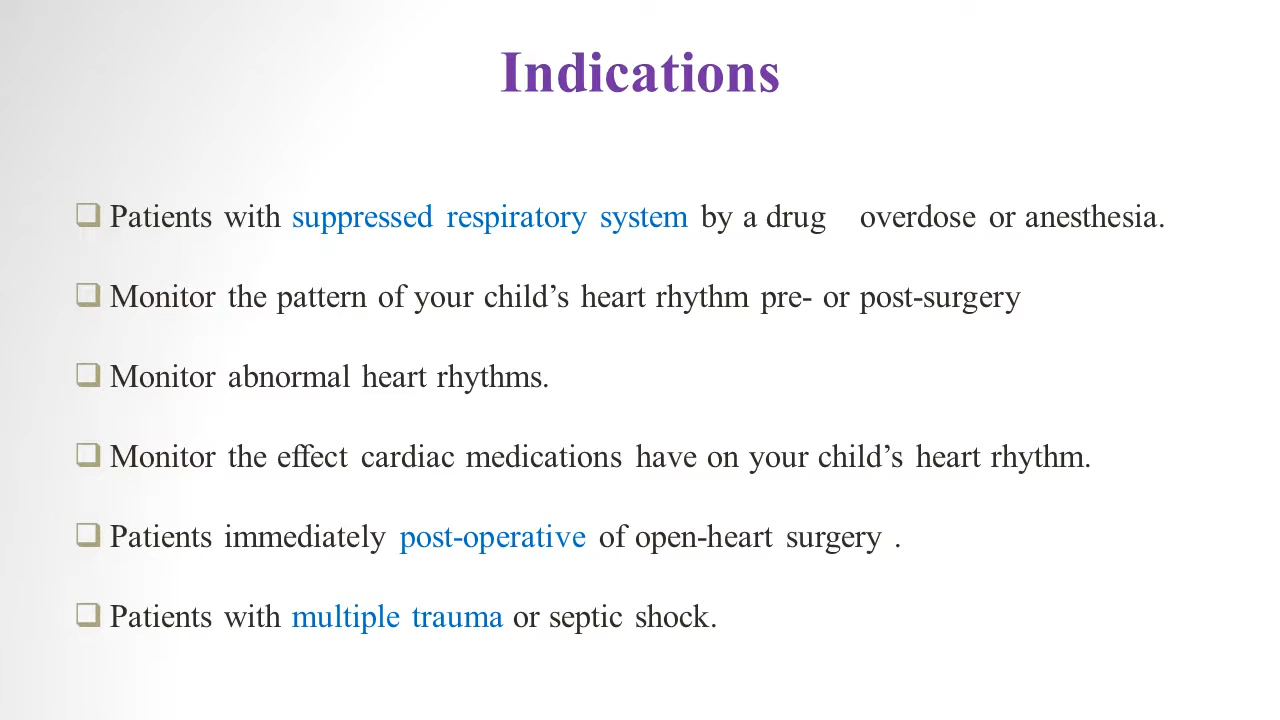 Indications
❑ Patients with suppressed respiratory system by a drug overdose or anesthesia.
❑ Monitor the pattern of your child’s heart rhythm pre- or post-surgery
❑ Monitor abnormal heart rhythms.
❑ Monitor the effect cardiac medications have on your child’s heart rhythm.
❑ Patients immediately post-operative of open-heart surgery .
❑ Patients with multiple trauma or septic shock.